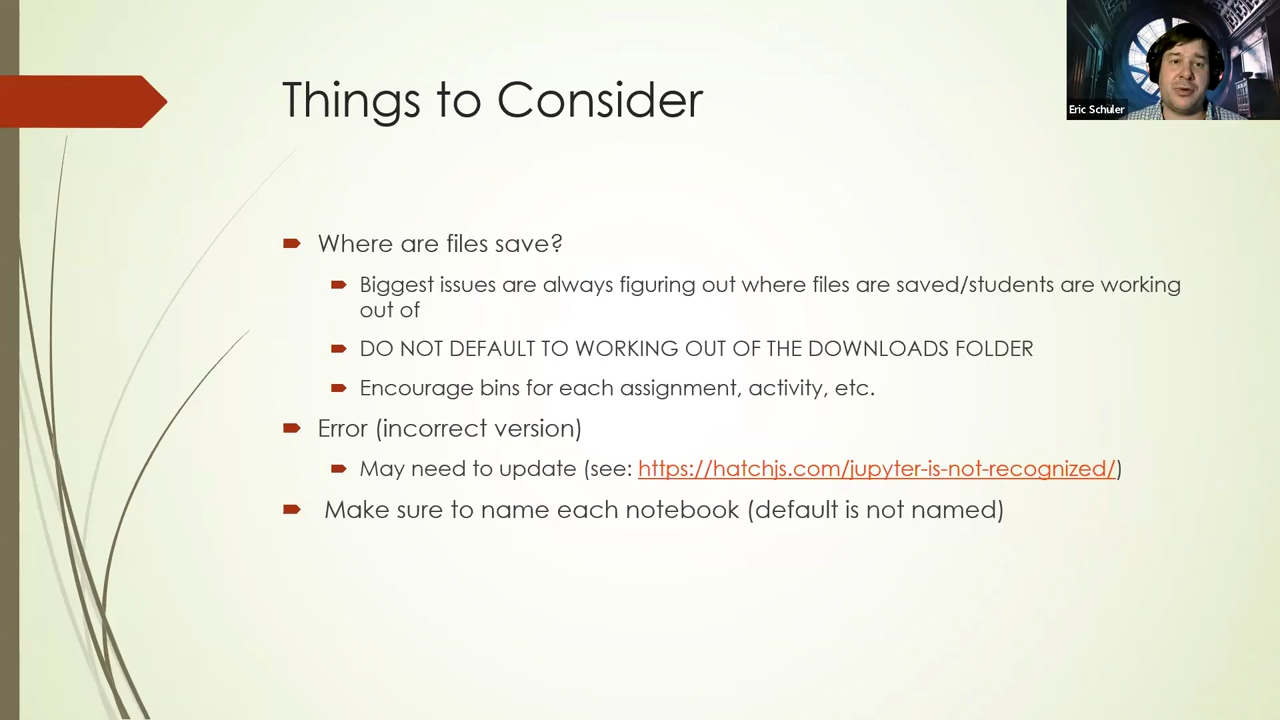 Things to Consider
Eric Schuler
Where are files save?
Biggest issues are always figuring out where files are saved/students are working
out of
DO NOT DEFAULT TO WORKING OUT OF THE DOWNLOADS FOLDER
Encourage bins for each assignment, activity, etc.
Error (incorrect version)
May need to update (see: https://hatchjs.com/jupyter-is-not-recognized/)
Make sure to name each notebook (default is not named)